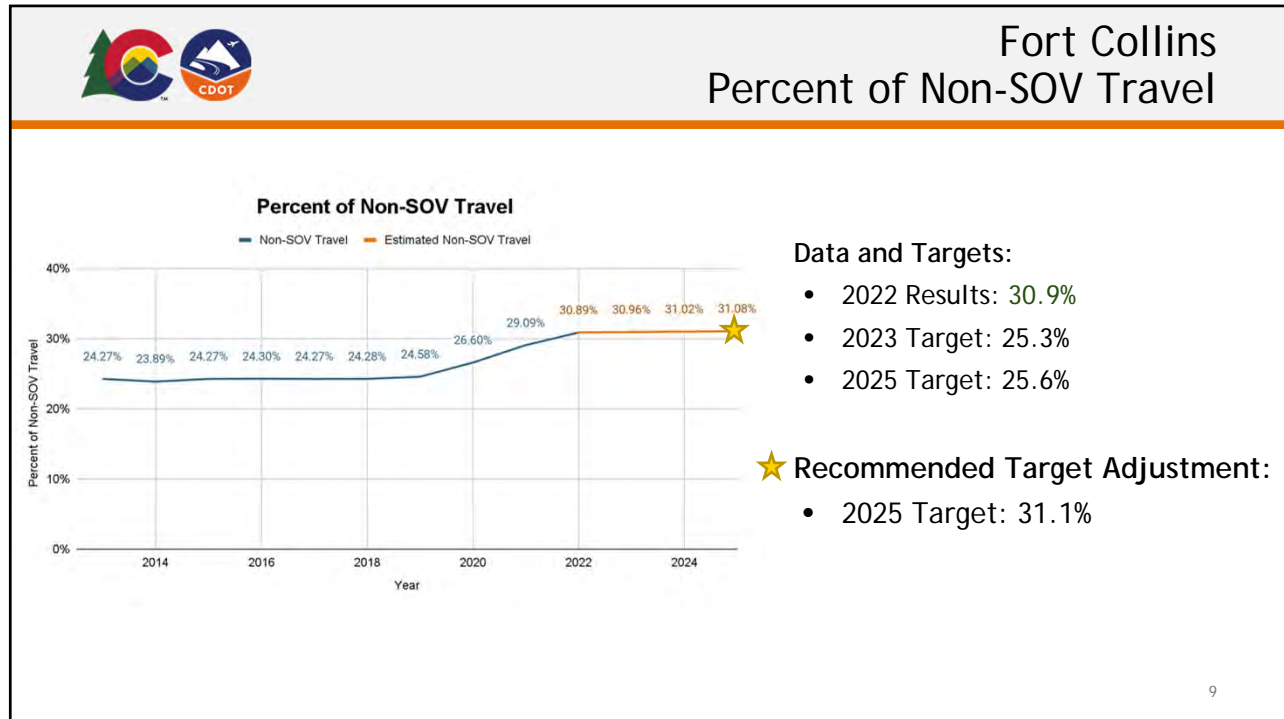 CDOT
TM
Fort Collins
Percent of Non-SOV Travel
Percent of Non-SOV Travel
Non-SOV Travel Estimated Non-SOV Travel
40%
30%
20%
10%
0%
Percent of Non-SOV Travel
24.27% 23.89% 24.27% 24.30% 24.27% 24.28% 24.58% 26.60% 29.09% 30.89% 30.96% 31.02% 31.08%
2014 2016 2018 2020 2022 2024
Year
Data and Targets:
• 2022 Results: 30.9%
• 2023 Target: 25.3%
• 2025 Target: 25.6%
Recommended Target Adjustment:
• 2025 Target: 31.1%
9